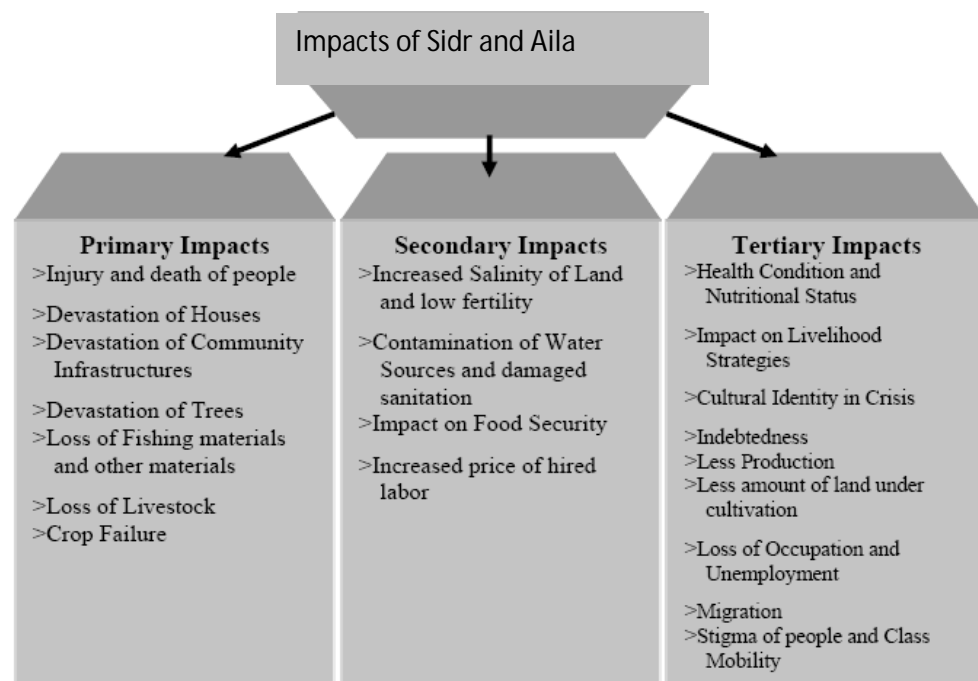 Impacts of Sidr and Aila
Primary Impacts
>Injury and death of people
>Devastation of Houses
>Devastation of Community
Infrastructures
>Devastation of Trees
>Loss of Fishing materials
and other materials
>Loss of Livestock
>Crop Failure
Secondary Impacts
>Increased Salinity of Land
and low fertility
>Contamination of Water
Sources and damaged
sanitation
>Impact on Food Security
>Increased price of hired
labor
Tertiary Impacts
>Health Condition and
Nutritional Status
>Impact on Livelihood
Strategies
>Cultural Identity in Crisis
>Indebtedness
>Less Production
>Less amount of land under
cultivation
>Loss of Occupation and
Unemployment
>Migration
>Stigma of people and Class
Mobility